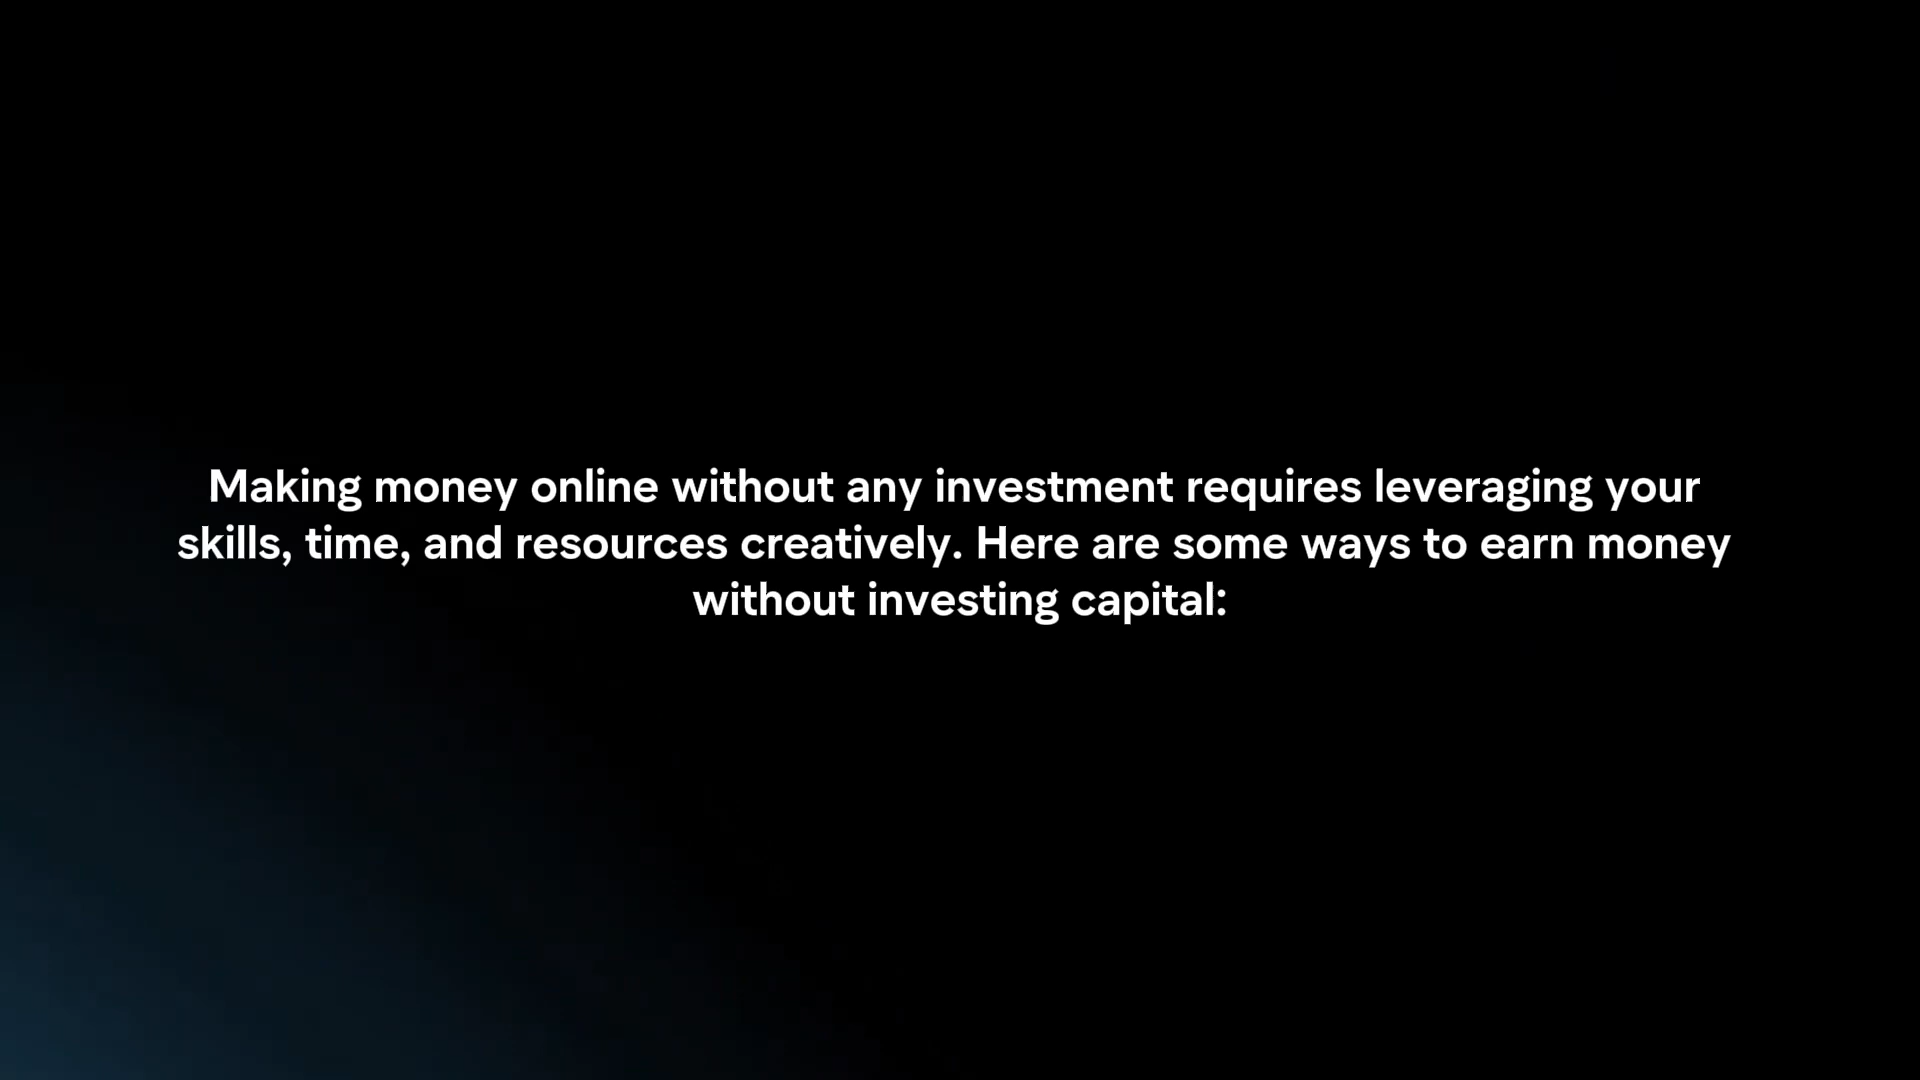 Making money online without any investment requires leveraging your
skills, time, and resources creatively. Here are some ways to earn money
without investing capital: